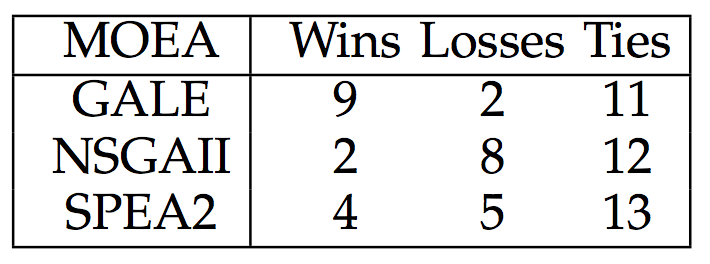 MOEA Wins Losses Ties
GALE 9 2 11
NSGAII 2 8 12
SPEA2 4 5 13